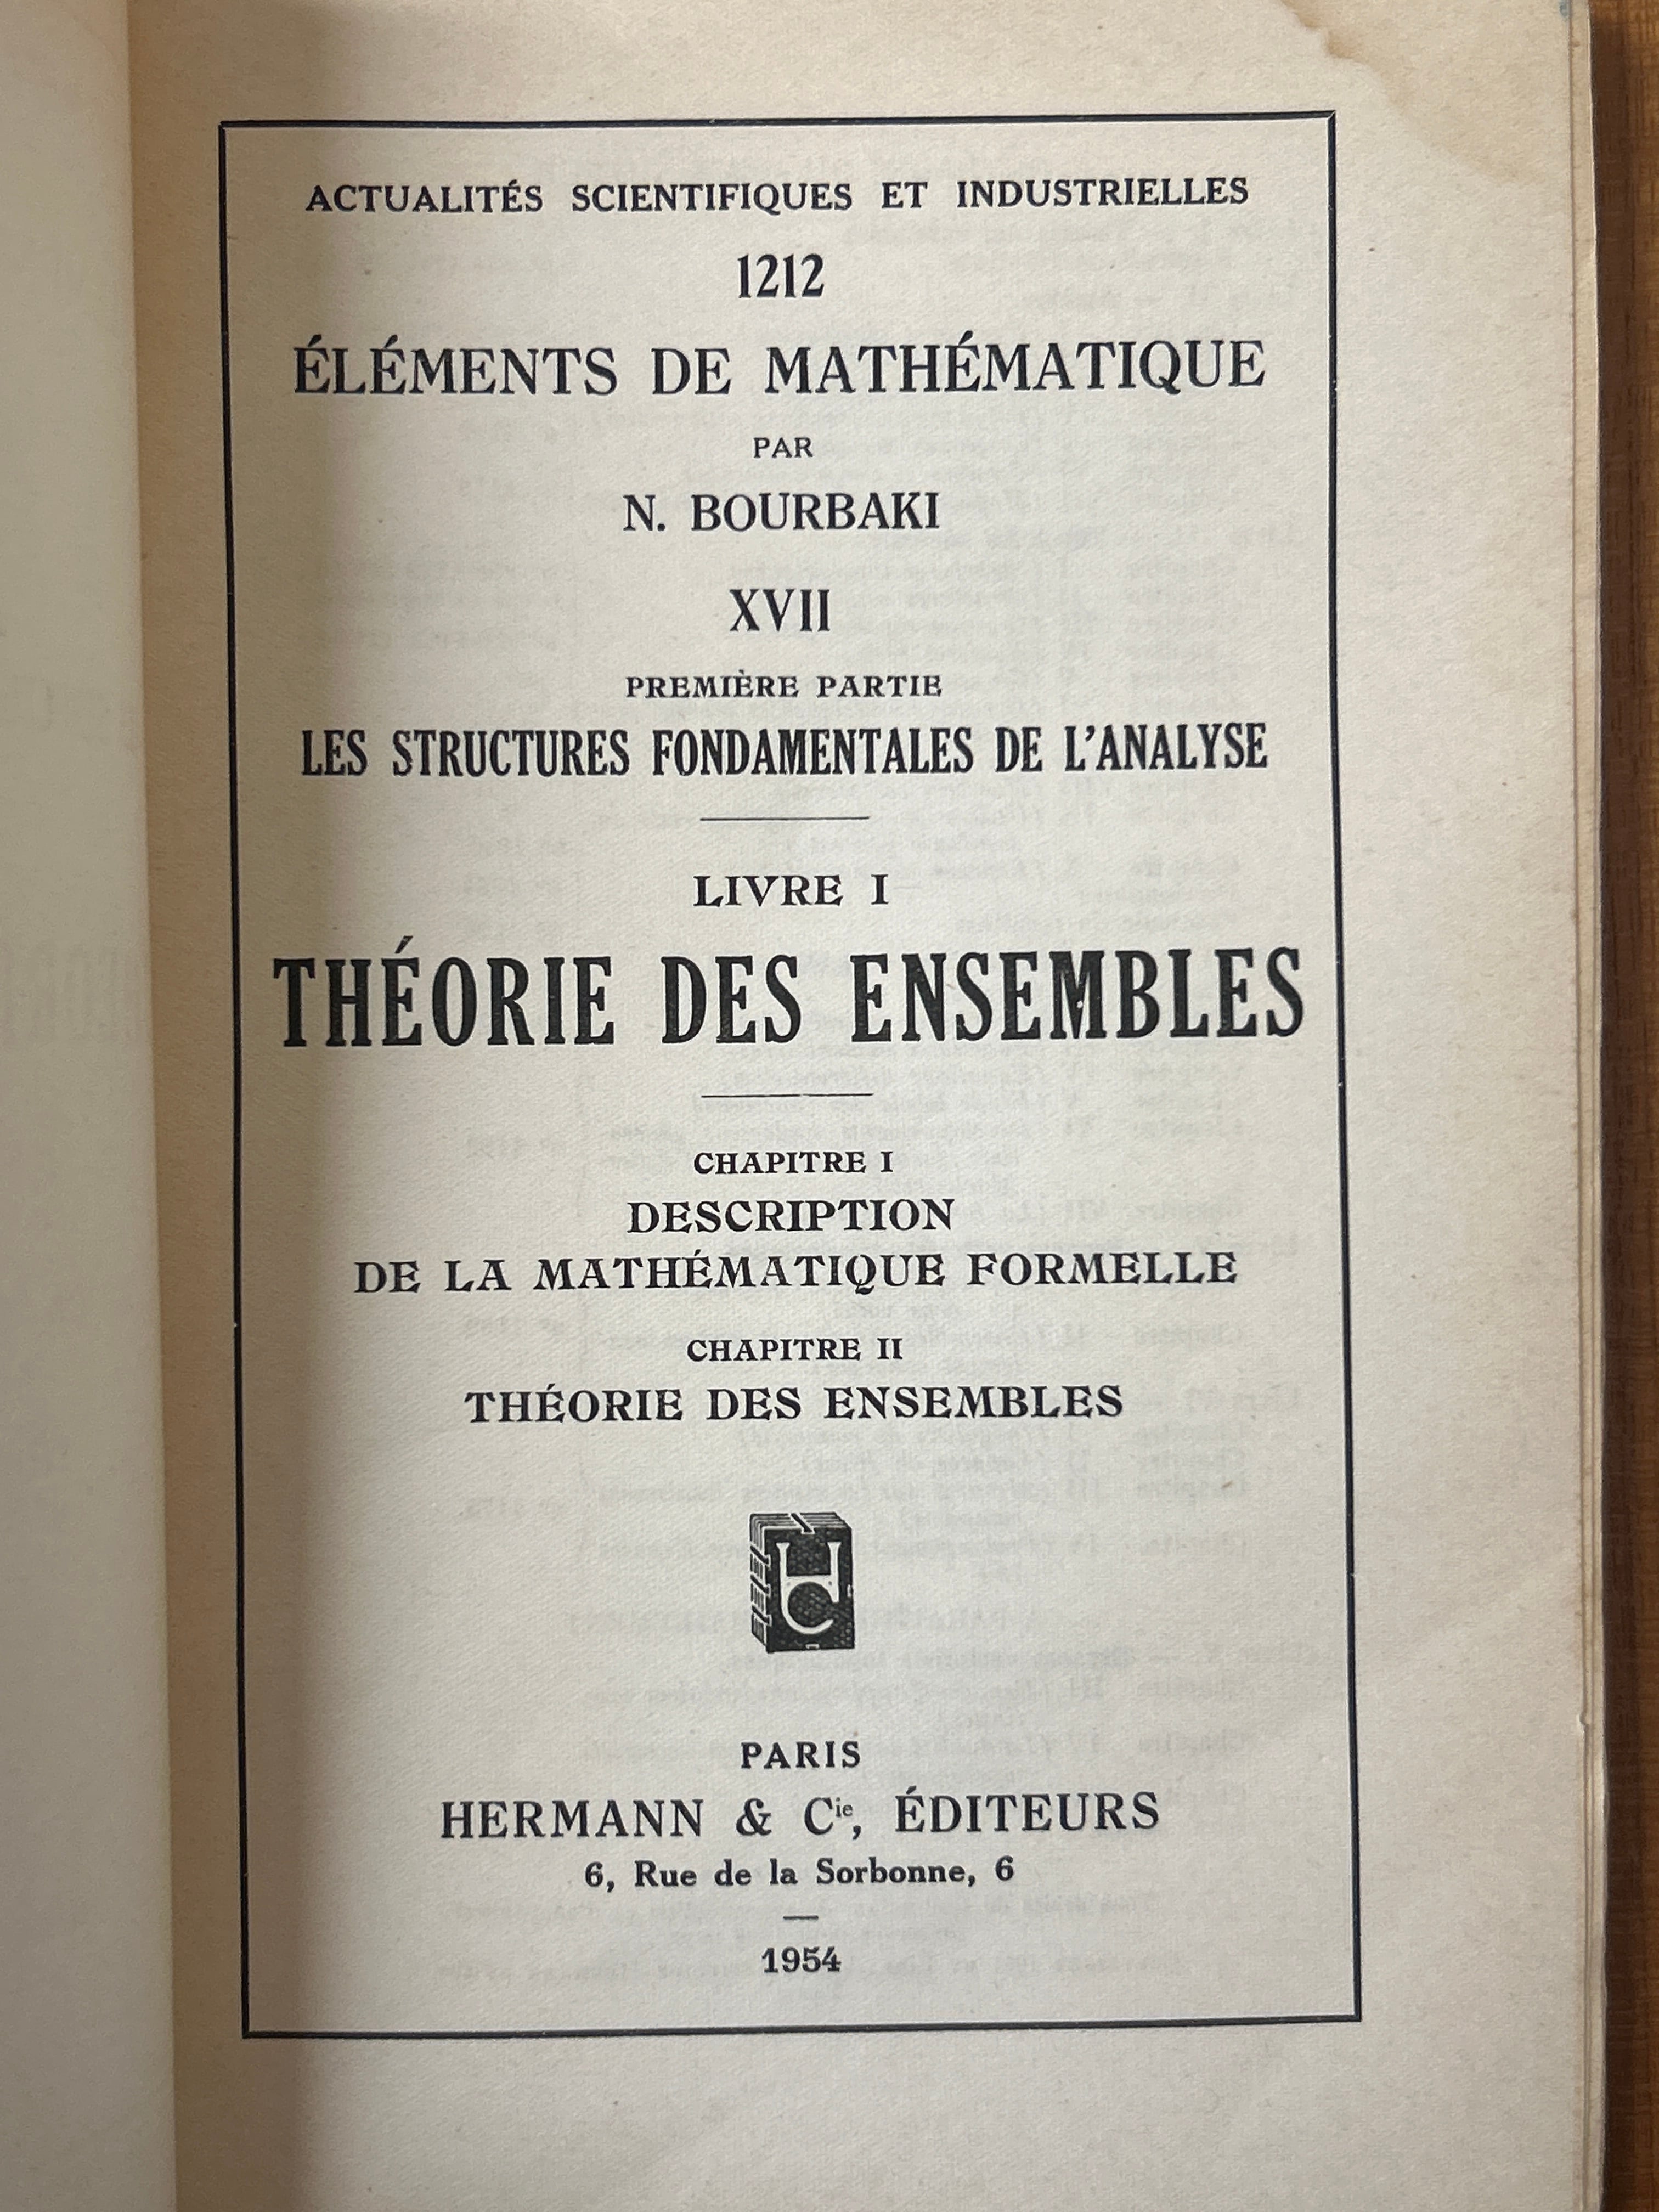 ACTUALITÉS SCIENTIFIQUES ET INDUSTRIELLES
1212
ÉLÉMENTS DE MATHÉMATIQUE
PAR
N. BOURBAKI
XVII
PREMIÈRE PARTIE
LES STRUCTURES FONDAMENTALES DE L'ANALYSE
LIVRE I
THÉORIE DES ENSEMBLES
CHAPITRE I
DESCRIPTION
DE LA MATHÉMATIQUE FORMELLE
CHAPITRE II
THÉORIE DES ENSEMBLES
HC
PARIS
HERMANN & Cie, ÉDITEURS
6, Rue de la Sorbonne, 6
1954